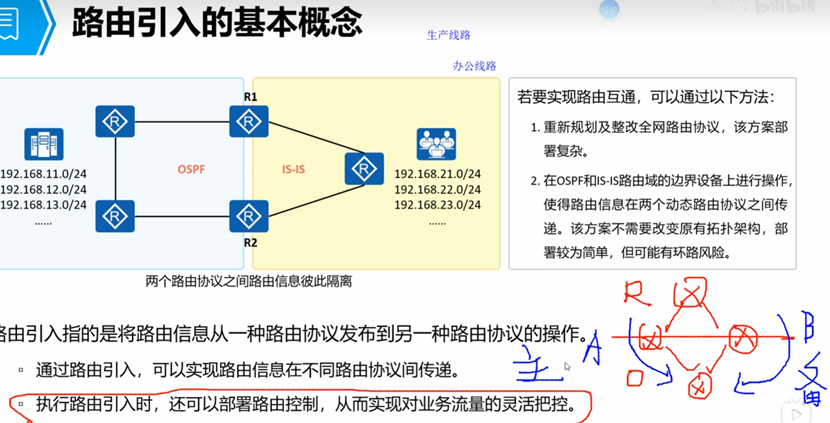 路由引入的基本概念
生产线路
办公线路
R1
OSPF
IS-IS
R2
192.168.11.0/24
192.168.12.0/24
192.168.13.0/24
......
192.168.21.0/24
192.168.22.0/24
192.168.23.0/24
......
两个路由协议之间路由信息彼此隔离
若要实现路由互通，可以通过以下方法：
1. 重新规划及整改全网路由协议，该方案部
署复杂。
2. 在OSPF和IS-IS路由域的边界设备上进行操作，
使得路由信息在两个动态路由协议之间传
递。该方案不需要改变原有拓扑架构，部
署较为简单，但可能有环路风险。
由引入指的是将路由信息从一种路由协议发布到另一种路由协议的操作。
通过路由引入，可以实现路由信息在不同路由协议间传递。
执行路由引入时，还可以部署路由控制，从而实现对业务流量的灵活把控。
R
A
B
主
O
备